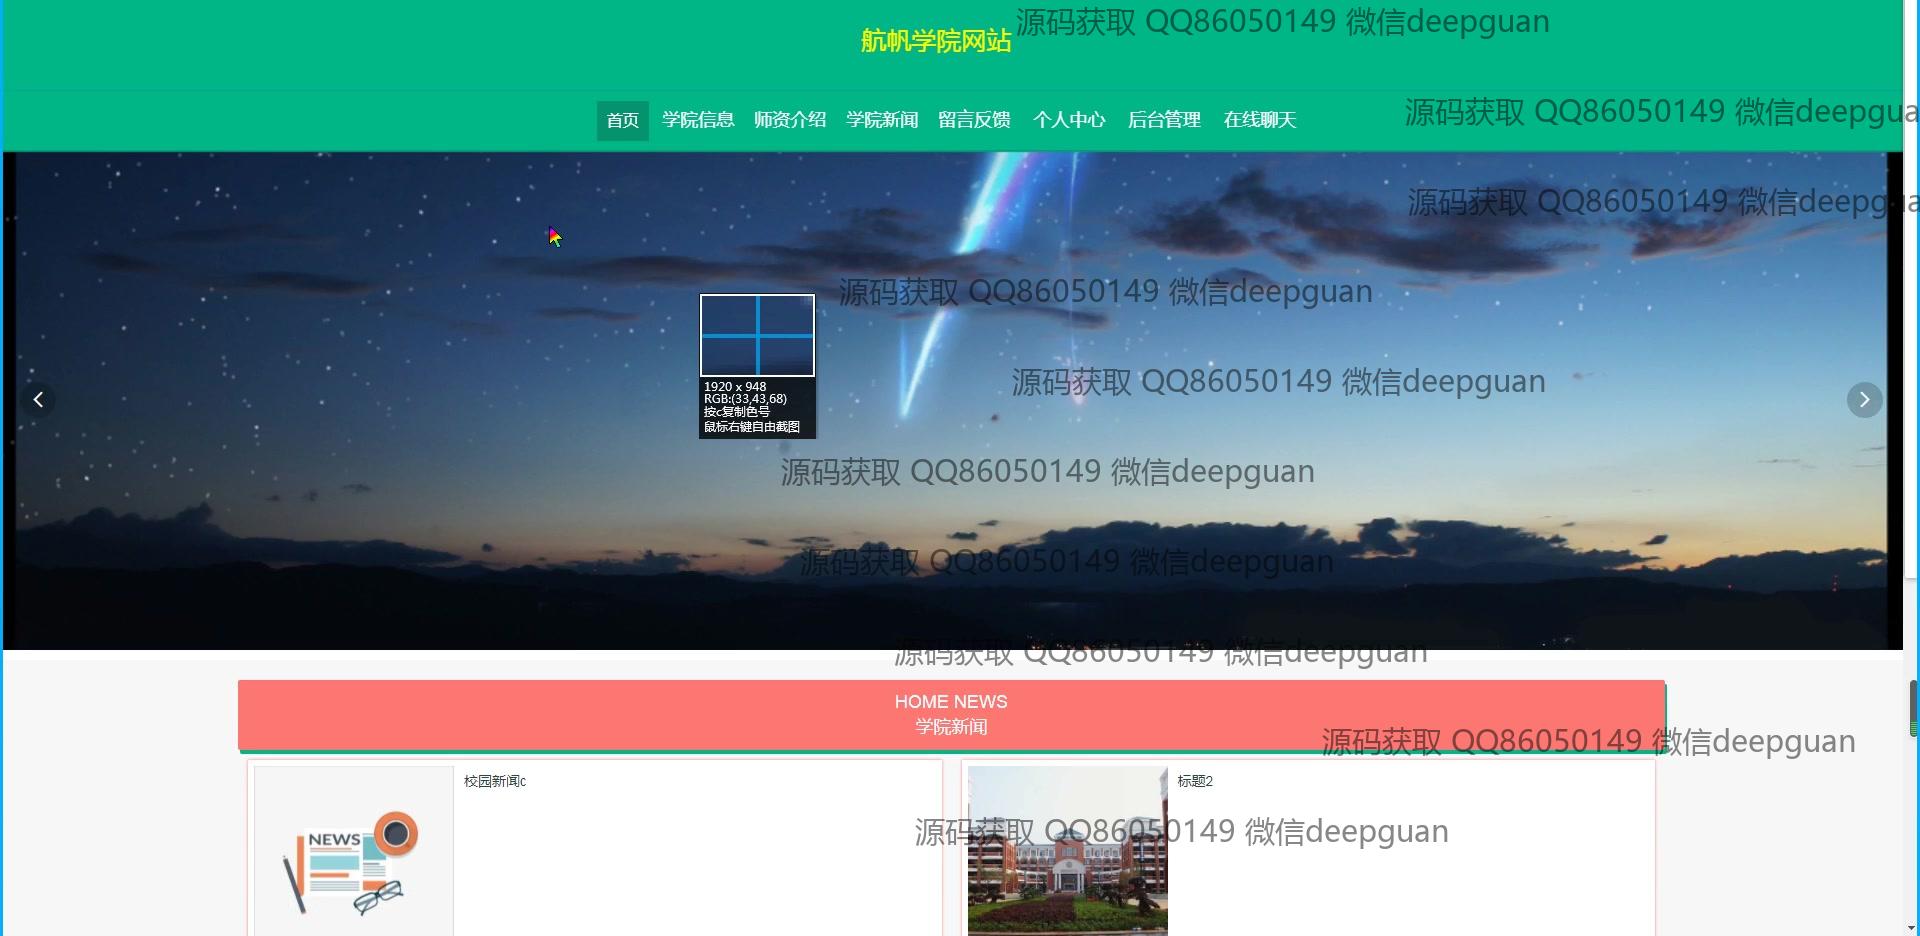 源码获取 QQ86050149 微信deepguan
航帆学院网站
源码获取 QQ86050149 微信deepgua
首页 学院信息 师资介绍 学院新闻 留言反馈 个人中心 后台管理 在线聊天
源码获取 QQ86050149 微信deepgua
源码获取 QQ86050149 微信deepguan
源码获取 QQ86050149 微信deepguan
1920 x 948
RGB:(33,43,68)
按c复制色号
鼠标右键自由截图
源码获取 QQ86050149 微信deepguan
源码获取 QQ86050149 微信deepguan
源码获取 QQ86050149 微信deepguan
HOME NEWS
学院新闻
源码获取 QQ86050149 微信deepguan
校园新闻c
标题2
源码获取 QQ86050149 微信deepguan
NEWS